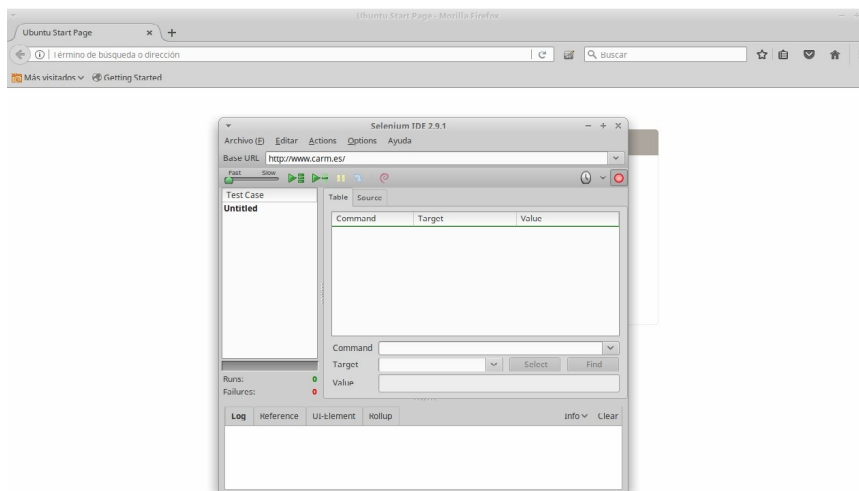 Ubuntu Start Page - Mozilla Firefox
Ubuntu Start Page
Término de búsqueda o dirección
Buscar
Más visitados
Getting Started
Selenium IDE 2.9.1
Archivo (F) Editar Actions Options Ayuda
Base URL http://www.carm.es/
Fast Slow
Test Case
Untitled
Table Source
Command Target Value
Command
Target Select Find
Value
Runs: 0
Failures: 0
Log Reference UI-Element Rollup Info Clear